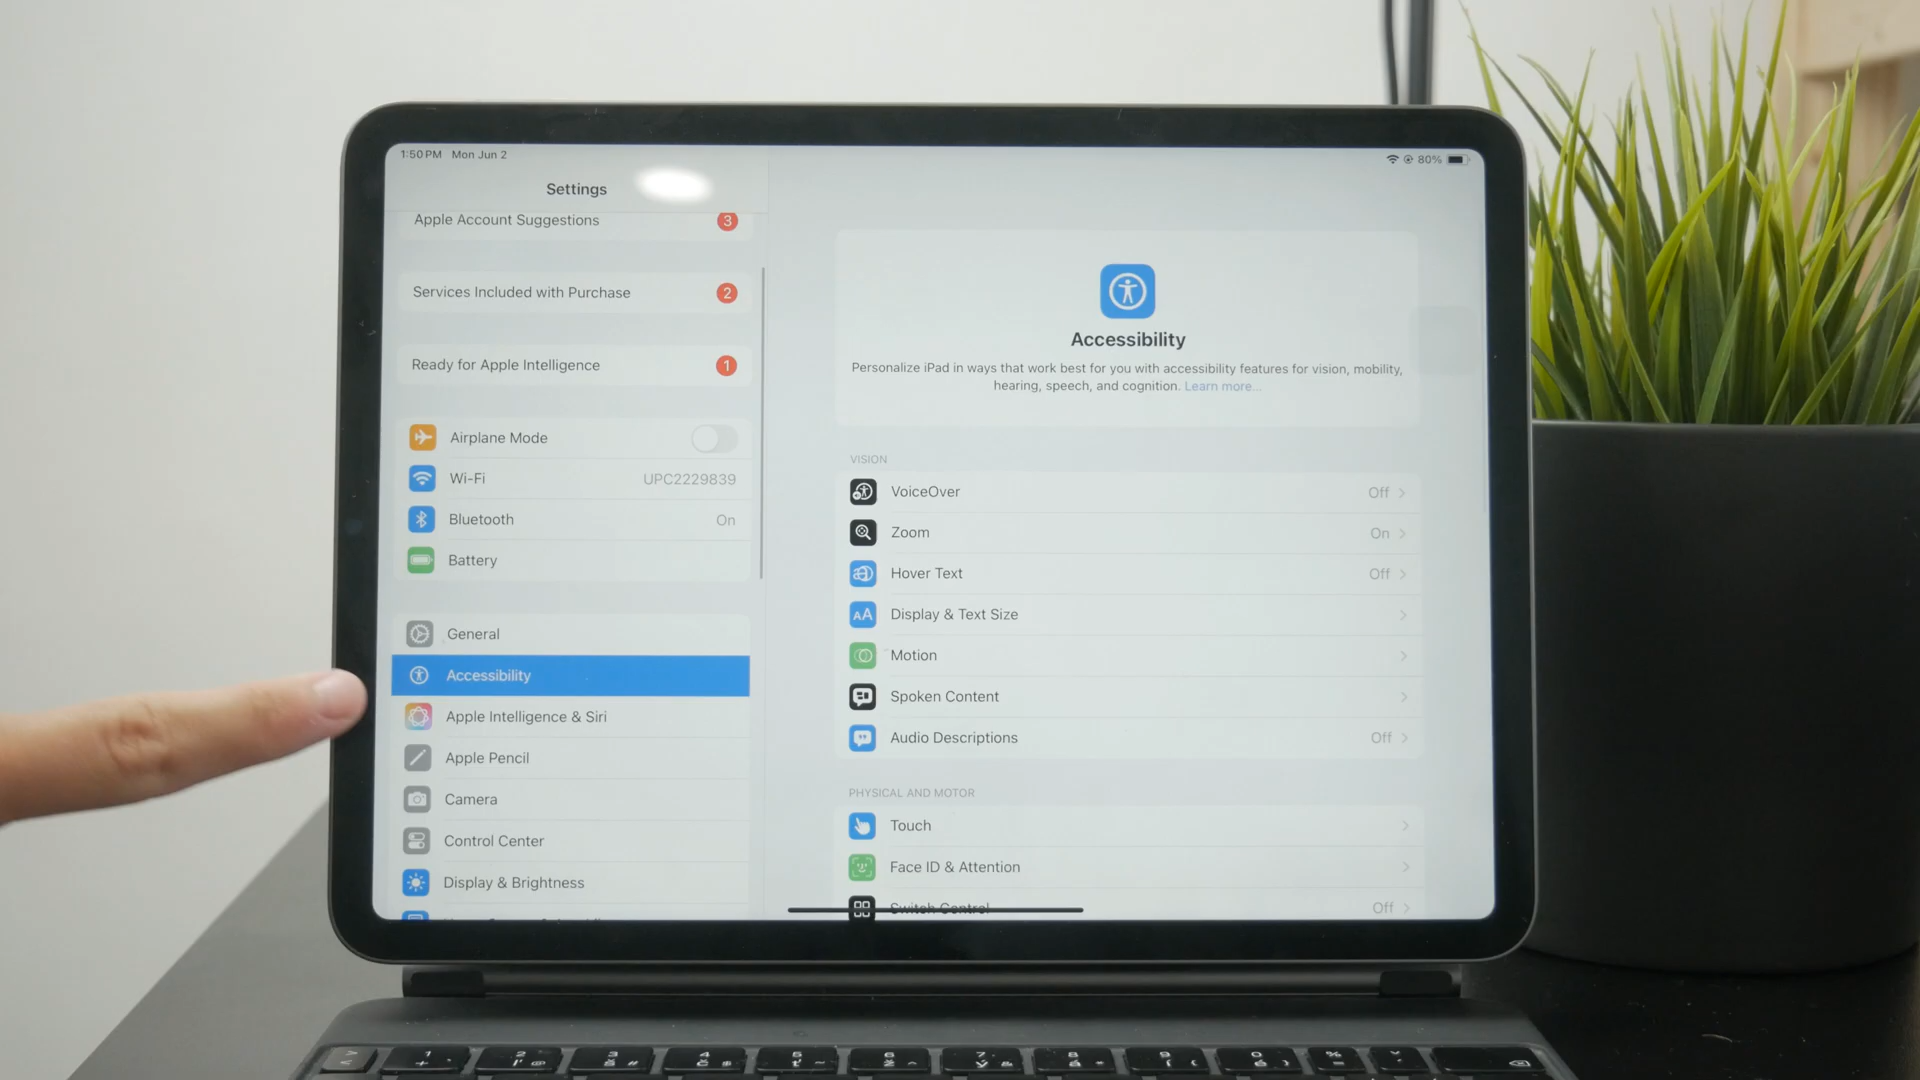 1:50 PM Mon Jun 2
80%
Settings
Apple Account Suggestions 3
Services Included with Purchase 2
Ready for Apple Intelligence 1
Airplane Mode
Wi-Fi UPC2229839
Bluetooth On
Battery
General
Accessibility
Apple Intelligence & Siri
Apple Pencil
Camera
Control Center
Display & Brightness
Accessibility
Personalize iPad in ways that work best for you with accessibility features for vision, mobility,
hearing, speech, and cognition. Learn more...
VISION
VoiceOver Off
Zoom On
Hover Text Off
Display & Text Size
Motion
Spoken Content
Audio Descriptions Off
PHYSICAL AND MOTOR
Touch
Face ID & Attention
Switch Control Off